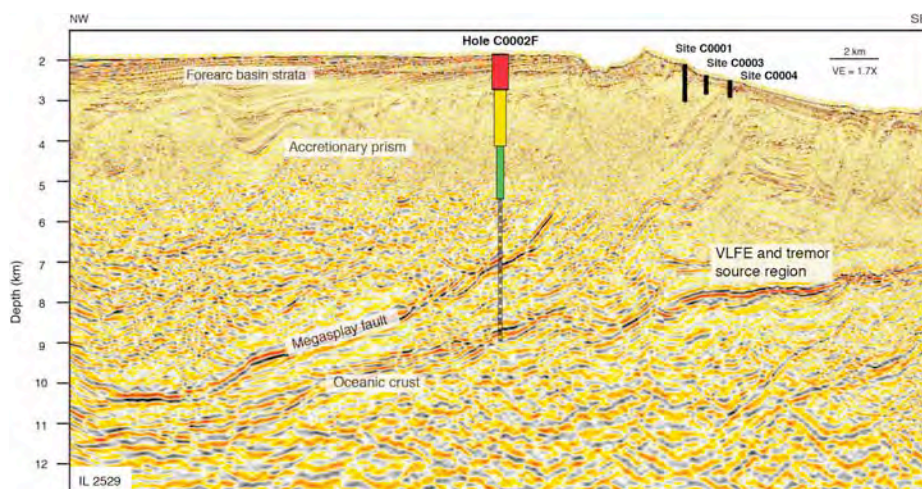 NW
SE
Hole C0002F
Site C0001
Site C0003
Site C0004
2 km
VE = 1.7X
Forearc basin strata
Accretionary prism
VLFE and tremor
source region
Megasplay fault
Oceanic crust
Depth (km)
2
3
4
5
6
7
8
9
10
11
12
IL 2529